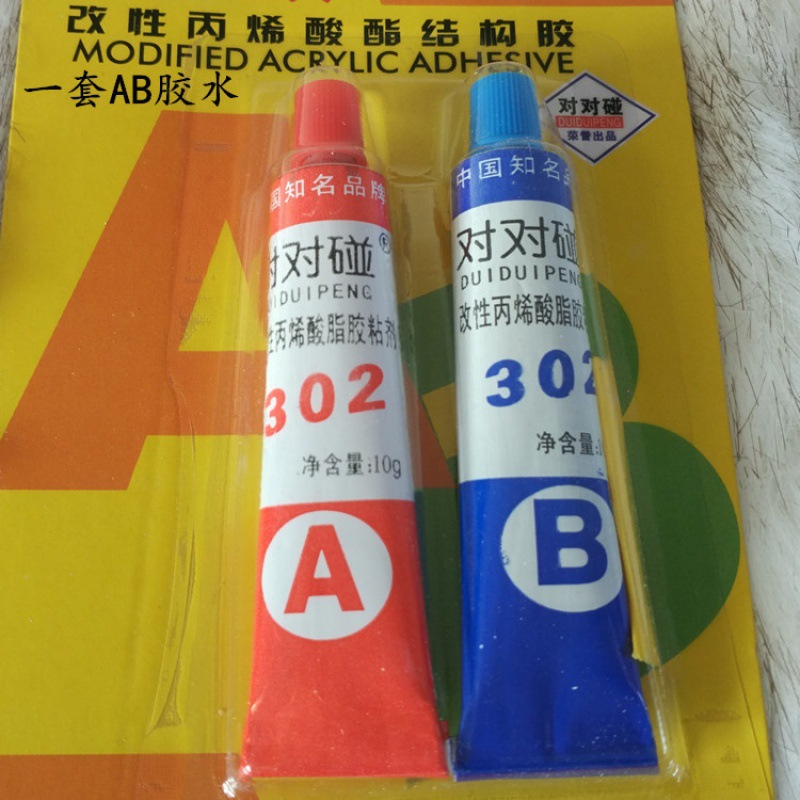 改性丙烯酸酯结构胶
MODIFIED ACRYLIC ADHESIVE
一套AB胶水
对对碰
DUIDUIPENG
荣誉出品
国知名品牌
对对碰®
DUIDUIPENG
性丙烯酸脂胶粘剂
302
净含量:10g
A
中国知名
对对碰
DUIDUIPENG
改性丙烯酸脂胶
302
净含量:
B
AB